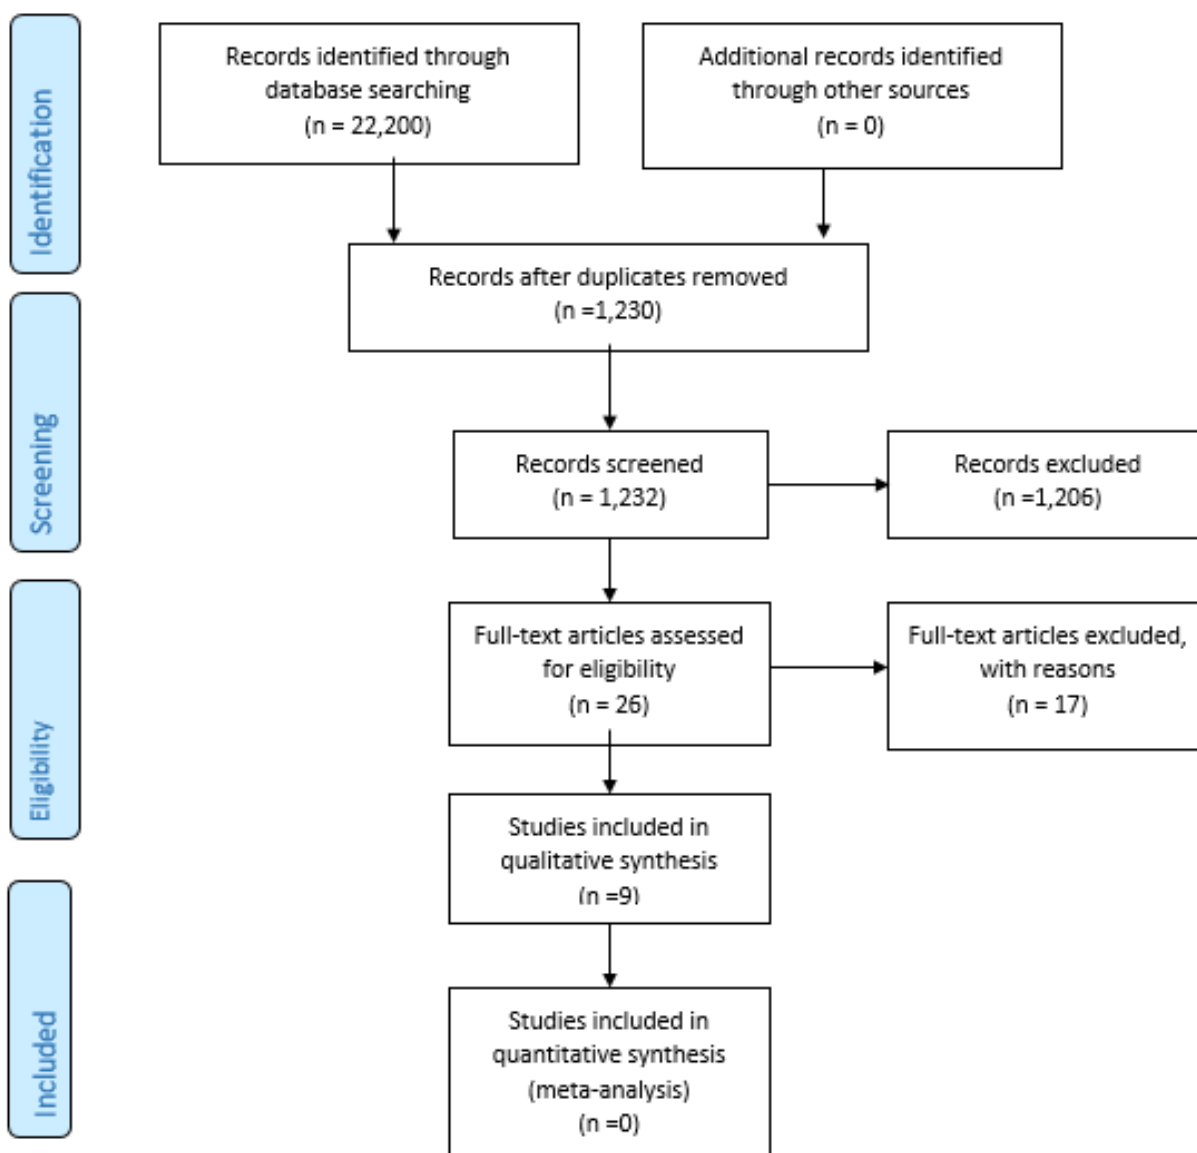 Identification
Records identified through
database searching
(n = 22,200)
Additional records identified
through other sources
(n = 0)
Records after duplicates removed
(n =1,230)
Screening
Records screened
(n = 1,232)
Records excluded
(n =1,206)
Eligibility
Full-text articles assessed
for eligibility
(n = 26)
Full-text articles excluded,
with reasons
(n = 17)
Studies included in
qualitative synthesis
(n =9)
Included
Studies included in
quantitative synthesis
(meta-analysis)
(n =0)